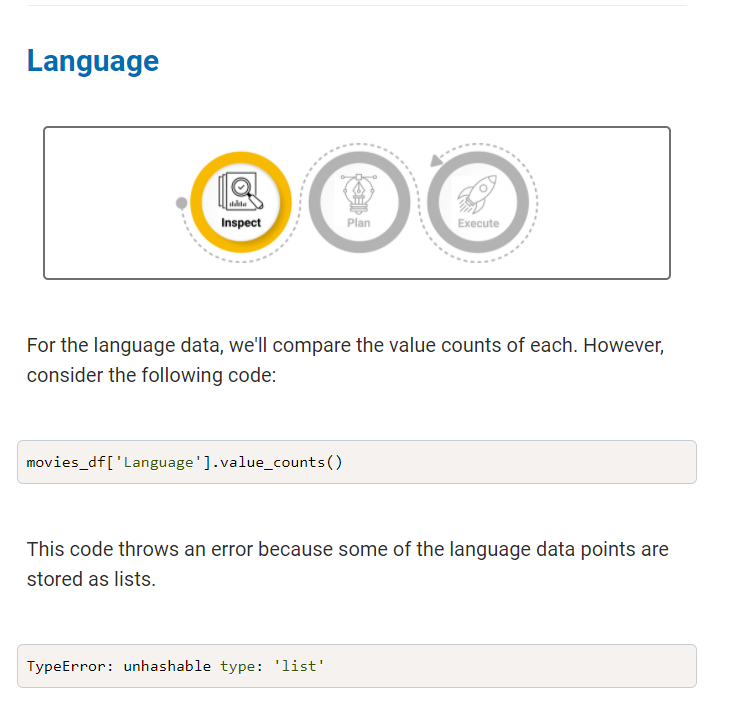 Language
Inspect
Plan
Execute
For the language data, we'll compare the value counts of each. However,
consider the following code:
movies_df['Language'].value_counts()
This code throws an error because some of the language data points are
stored as lists.
TypeError: unhashable type: 'list'